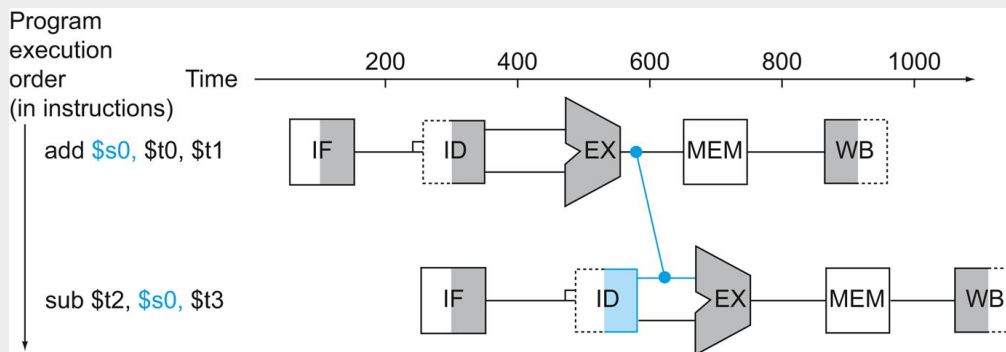 Program
execution
order
(in instructions)
Time
200 400 600 800 1000
add $s0, $t0, $t1
IF ID EX MEM WB
sub $t2, $s0, $t3
IF ID EX MEM WB